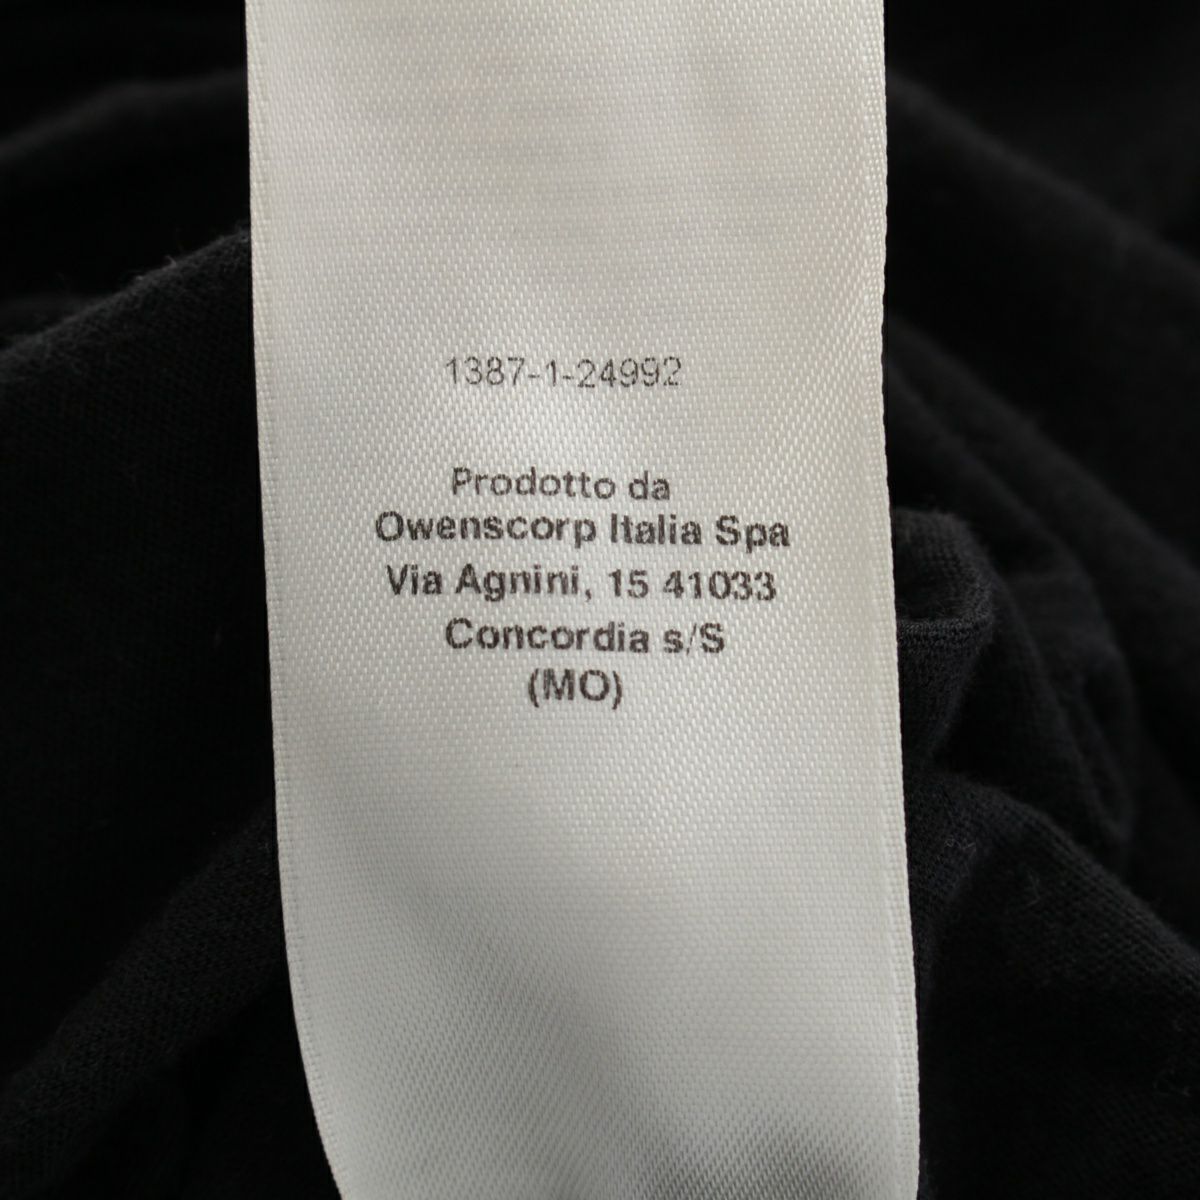 1387-1-24992
Prodotto da
Owenscorp Italia Spa
Via Agnini, 15 41033
Concordia s/S
(MO)